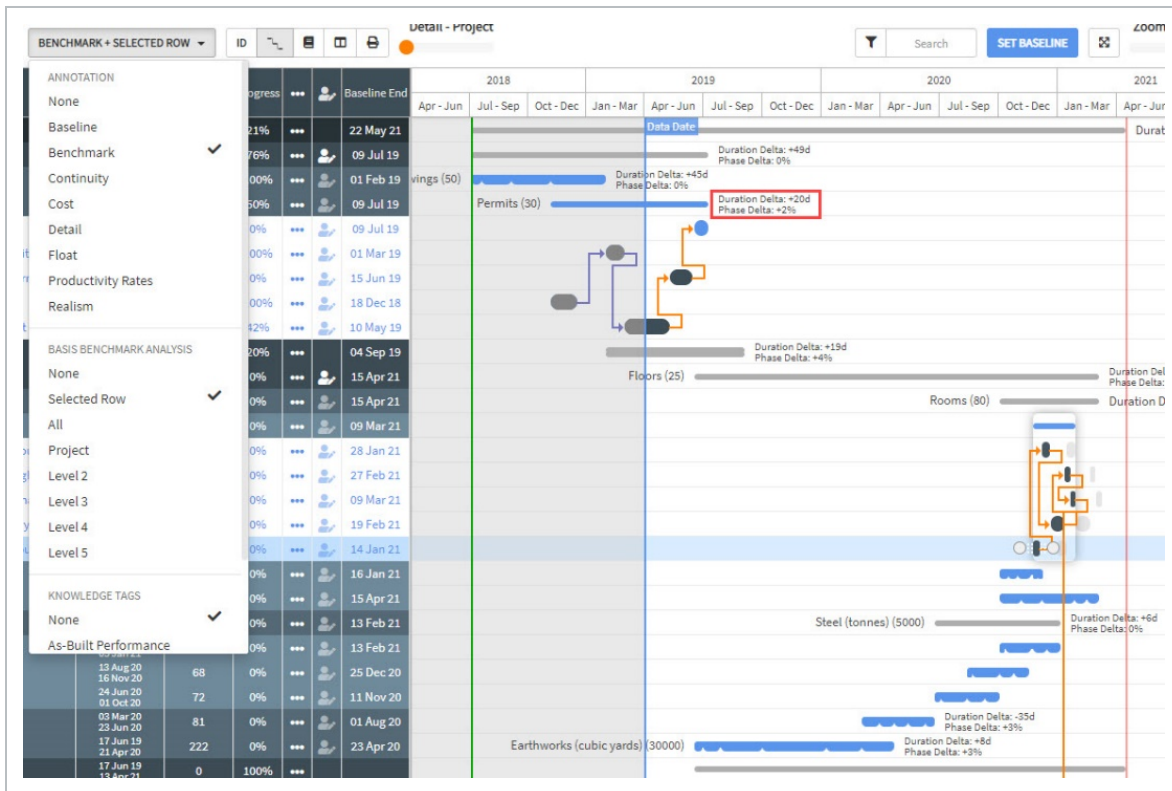 Detail - Project
Zoom
BENCHMARK + SELECTED ROW
ID
Search
SET BASELINE
2018
2019
2020
2021
Baseline End
Apr - Jun
Jul - Sep
Oct - Dec
Jan - Mar
Apr - Jun
Jul - Sep
Oct - Dec
Jan - Mar
Apr - Jun
Jul - Sep
Oct - Dec
Jan - Mar
Apr - Jun
ANNOTATION
None
Baseline
Benchmark
Continuity
Cost
Detail
Float
Productivity Rates
Realism
BASIS BENCHMARK ANALYSIS
None
Selected Row
All
Project
Level 2
Level 3
Level 4
Level 5
KNOWLEDGE TAGS
None
As-Built Performance
21% ••• 22 May 21
76% ••• 09 Jul 19
00% ••• 01 Feb 19
50% ••• 09 Jul 19
0% ••• 09 Jul 19
00% ••• 01 Mar 19
0% ••• 15 Jun 19
00% ••• 18 Dec 18
42% ••• 10 May 19
20% ••• 04 Sep 19
0% ••• 15 Apr 21
0% ••• 15 Apr 21
0% ••• 09 Mar 21
0% ••• 28 Jan 21
0% ••• 27 Feb 21
0% ••• 09 Mar 21
0% ••• 19 Feb 21
0% ••• 14 Jan 21
0% ••• 16 Jan 21
0% ••• 15 Apr 21
0% ••• 13 Feb 21
0% ••• 13 Feb 21
13 Aug 20
16 Nov 20
68 0% ••• 25 Dec 20
24 Jun 20
01 Oct 20
72 0% ••• 11 Nov 20
03 Mar 20
23 Jun 20
81 0% ••• 01 Aug 20
17 Jun 19
21 Apr 20
222 0% ••• 23 Apr 20
17 Jun 19
13 Apr 21
0 100% •••
Data Date
Durat
Duration Delta: +49d
Phase Delta: 0%
vings (50)
Duration Delta: +45d
Phase Delta: 0%
Permits (30)
Duration Delta: +20d
Phase Delta: +2%
Duration Delta: +19d
Phase Delta: +4%
Floors (25)
Duration Del
Phase Delta:
Rooms (80)
Duration D
Steel (tonnes) (5000)
Duration Delta: +6d
Phase Delta: 0%
Duration Delta: -35d
Phase Delta: +3%
Earthworks (cubic yards) (30000)
Duration Delta: +8d
Phase Delta: +3%